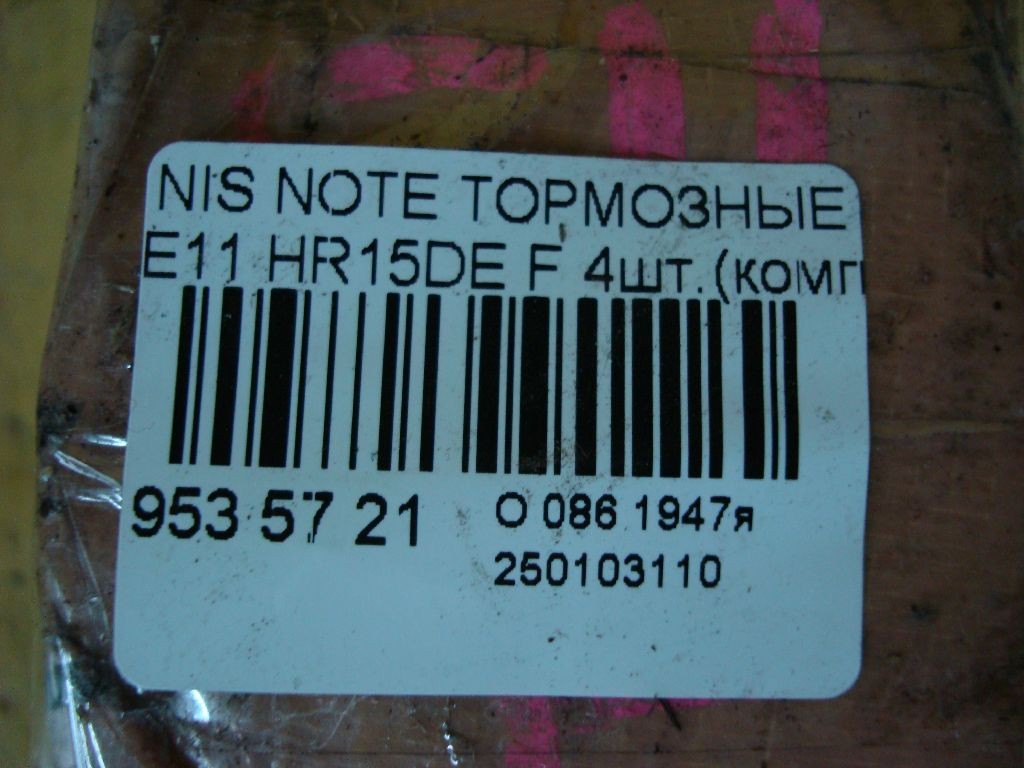 NIS NOTE ТОРМОЗНЫЕ
E11 HR15DE F 4шт.(комп
953 57 21
О 086 1947я
250103110